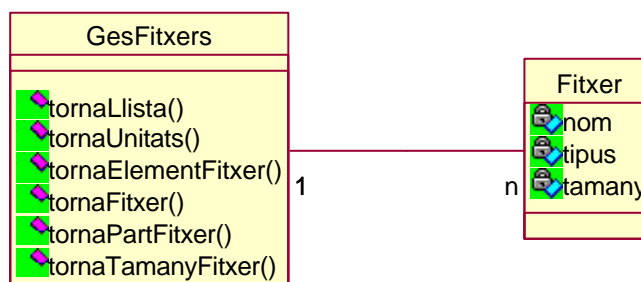 GesFitxers
tornaLlista()
tornaUnitats()
tornaElementFitxer()
tornaFitxer()
tornaPartFitxer()
tornaTamanyFitxer()
1
n
Fitxer
nom
tipus
tamany